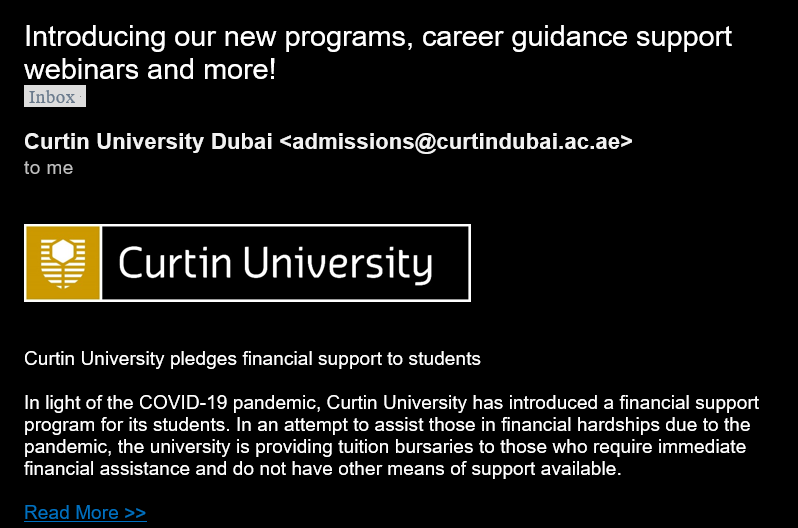 Introducing our new programs, career guidance support
webinars and more!
Inbox
Curtin University Dubai <admissions@curtindubai.ac.ae>
to me
Curtin University
Curtin University pledges financial support to students
In light of the COVID-19 pandemic, Curtin University has introduced a financial support
program for its students. In an attempt to assist those in financial hardships due to the
pandemic, the university is providing tuition bursaries to those who require immediate
financial assistance and do not have other means of support available.
Read More >>